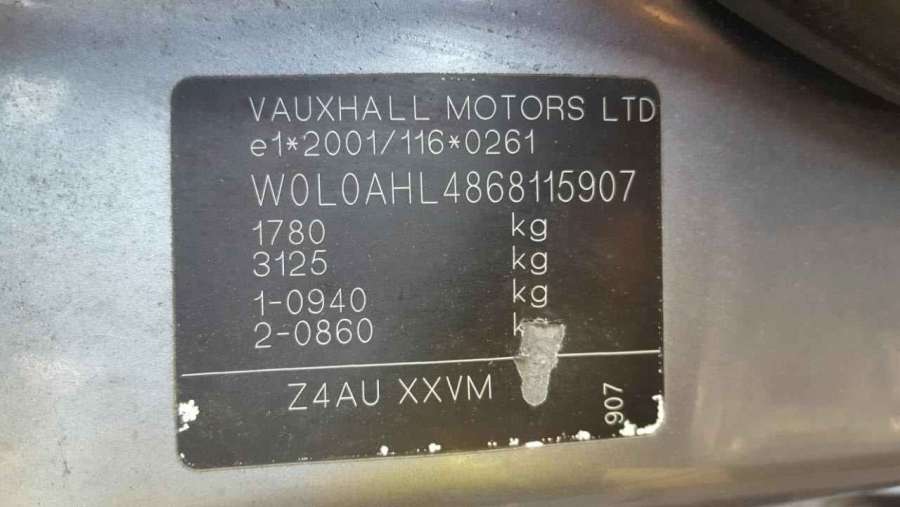 VAUXHALL MOTORS LTD
e1*2001/116*0261
W0L0AHL4868115907
1780 kg
3125 kg
1-0940 kg
2-0860
Z4AU XXVM
907